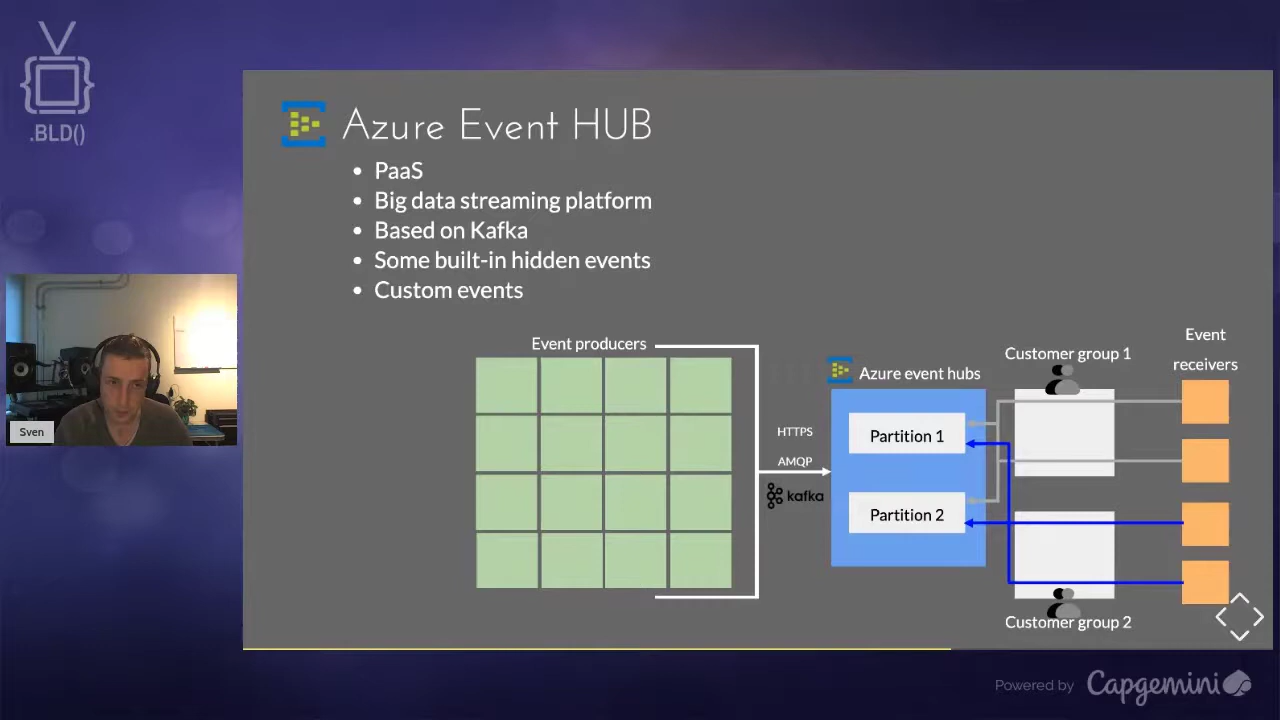 .BLD()
Azure Event HUB
• PaaS
• Big data streaming platform
• Based on Kafka
• Some built-in hidden events
• Custom events
Event producers
HTTPS
AMQP
kafka
Azure event hubs
Partition 1
Partition 2
Customer group 1
Customer group 2
Event
receivers
Sven
Powered by Capgemini